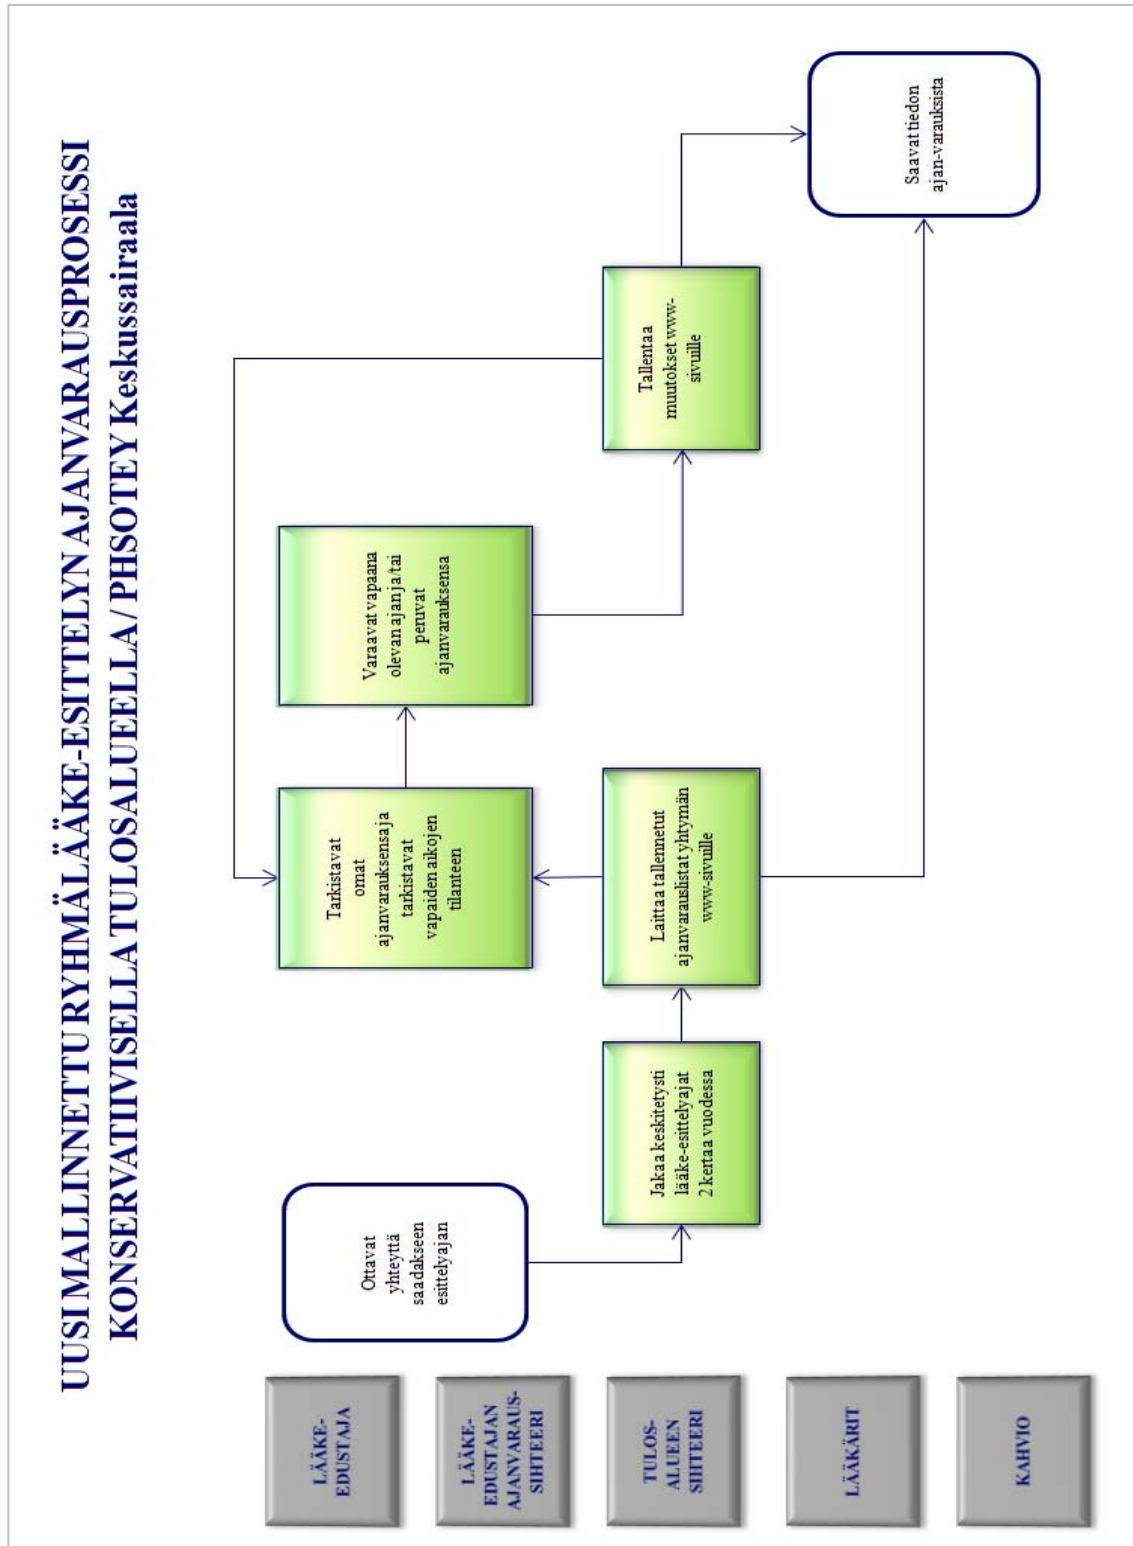 UUSI MALLINNETTU RYHMÄLÄÄKE-ESITTELYN AJANVARAUSPROSESSI
KONSERVATIIVISELLA TULOSALUEELLA / PHSOTEY Keskussairaala
LÄÄKE-
EDUSTAJA
Ottavat
yhteyttä
saadakseen
esittelyajan
Tarkistavat
omat
ajanvarauksensa ja
tarkistavat
vapaiden aikojen
tilanteen
Varaavat vapaana
olevan ajan ja/tai
peruvat
ajanvarauksensa
LÄÄKE-
EDUSTAJAN
AJANVARAUS-
SIHTEERI
TULOS-
ALUEEN
SIHTEERI
Jakaa keskitetysti
lääke-esittelyajat
2 kertaa vuodessa
Laittaa tallennetut
ajanvarauslistat yhtymän
www-sivuille
Tallentaa
muutokset www-
sivuille
LÄÄKÄRIT
Saavat tiedon
ajan-varauksista
KAHVIO